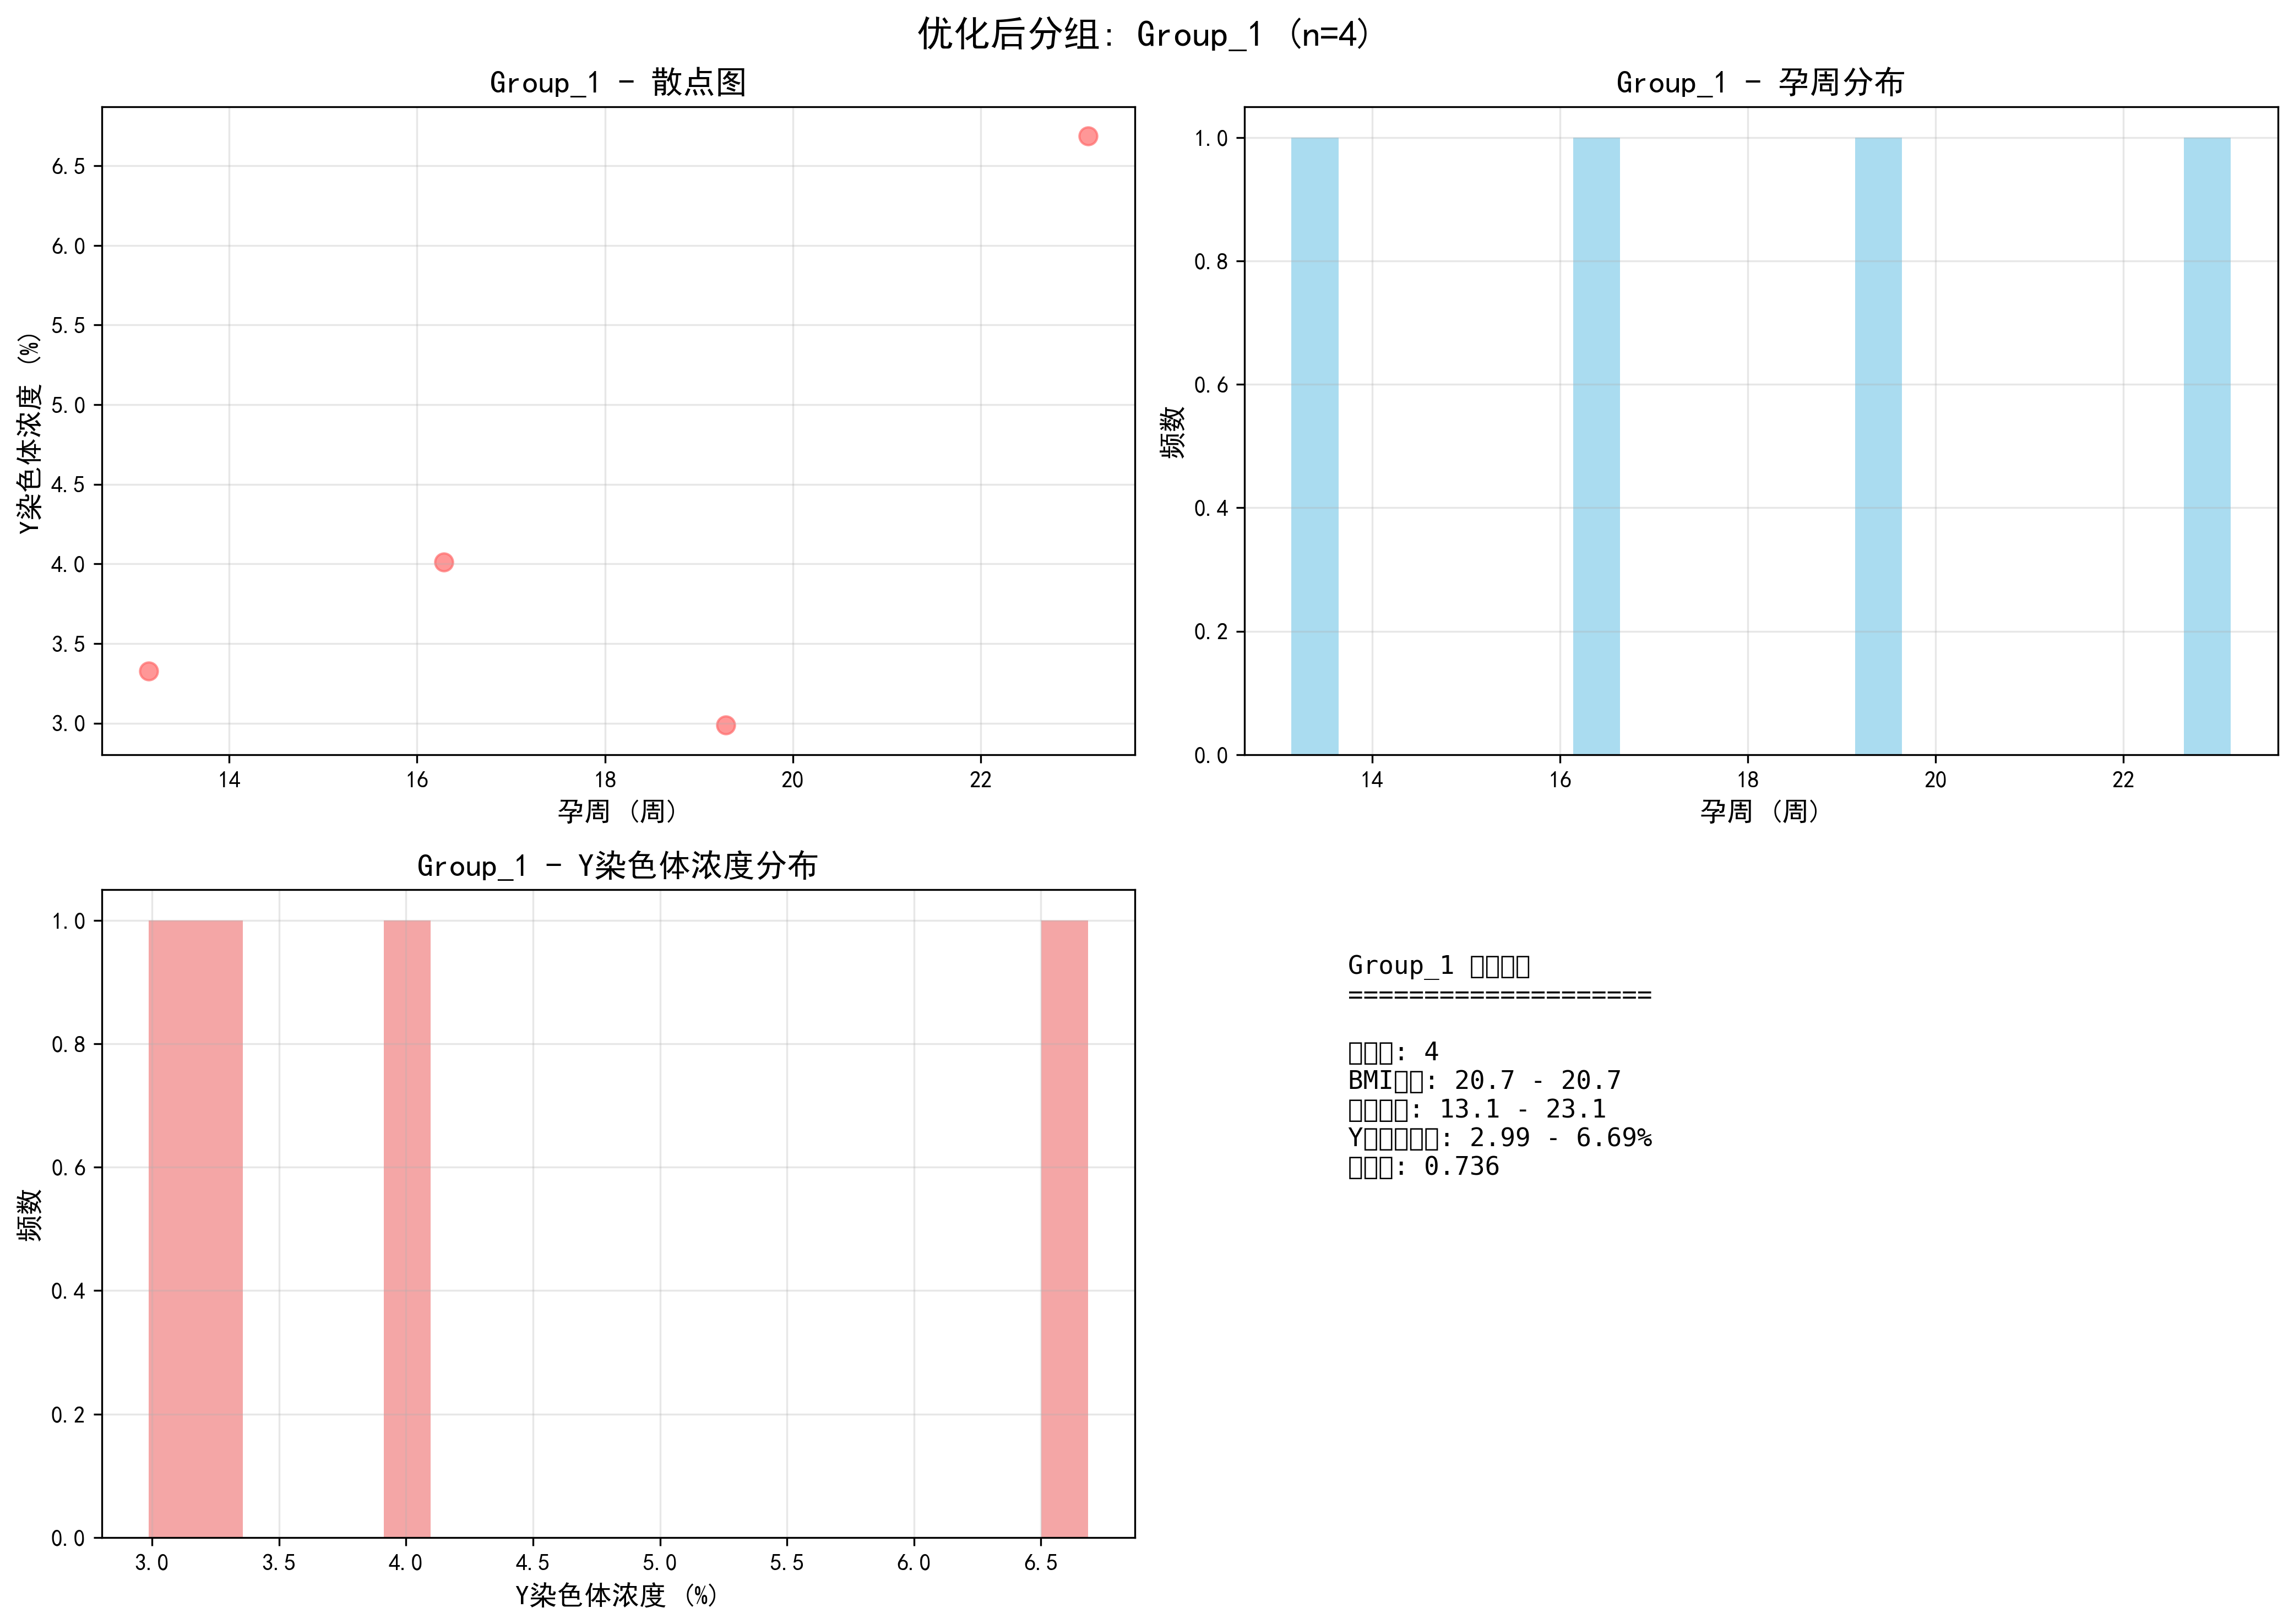 优化后分组: Group_1 (n=4)
Group_1 - 散点图
6.5
6.0
5.5
5.0
4.5
4.0
3.5
3.0
Y染色体浓度 (%)
14 16 18 20 22
孕周 (周)
Group_1 - 孕周分布
1.0
0.8
0.6
0.4
0.2
0.0
频数
14 16 18 20 22
孕周 (周)
Group_1 - Y染色体浓度分布
1.0
0.8
0.6
0.4
0.2
0.0
频数
3.0 3.5 4.0 4.5 5.0 5.5 6.0 6.5
Y染色体浓度 (%)
Group_1 □□□□
====================
□□□: 4
BMI□□: 20.7 - 20.7
□□□□: 13.1 - 23.1
Y□□□□□: 2.99 - 6.69%
□□□: 0.736